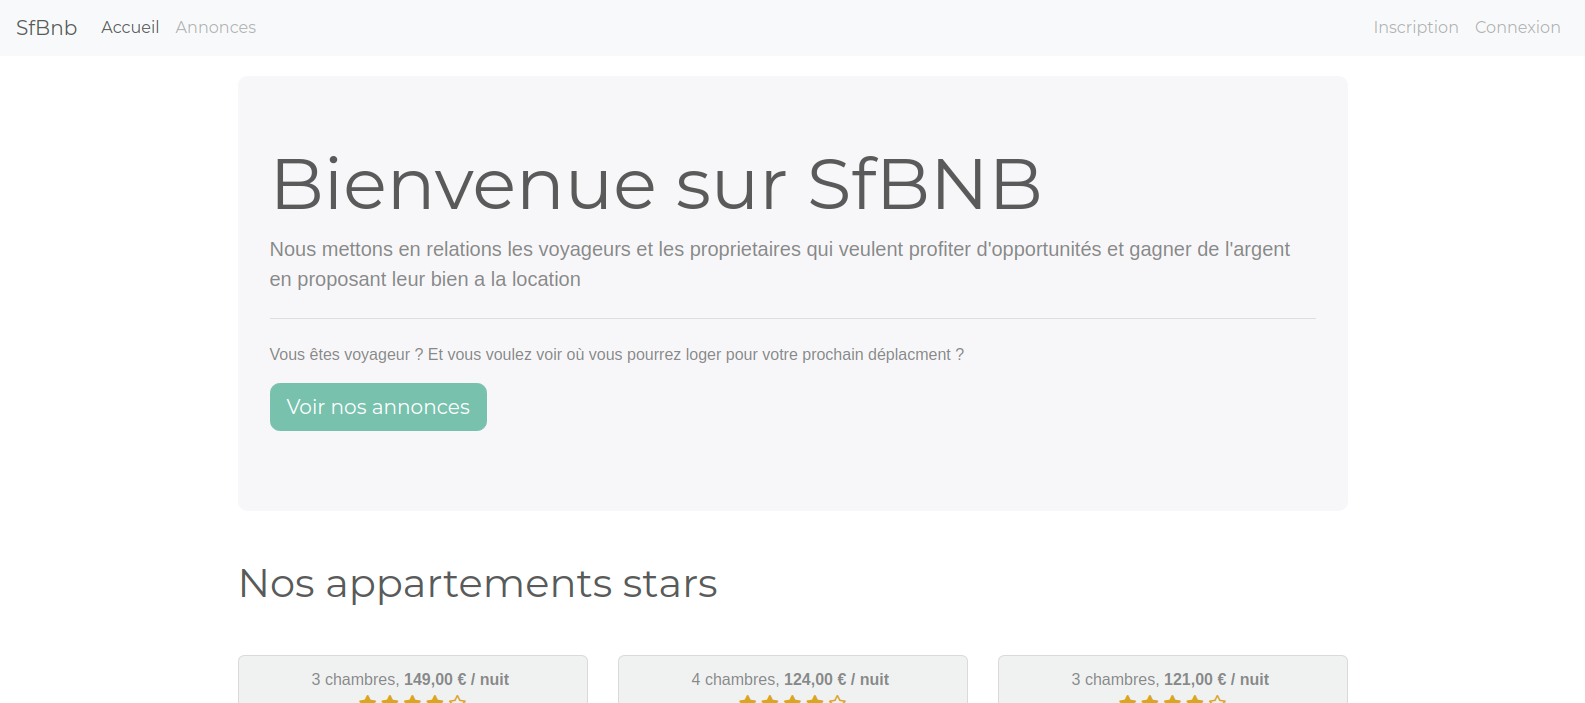 SfBnb Accueil Annonces Inscription Connexion
Bienvenue sur SfBNB
Nous mettons en relations les voyageurs et les proprietaires qui veulent profiter d'opportunités et gagner de l'argent
en proposant leur bien a la location
Vous êtes voyageur ? Et vous voulez voir où vous pourrez loger pour votre prochain déplacment ?
Voir nos annonces
Nos appartements stars
3 chambres, 149,00 € / nuit
4 chambres, 124,00 € / nuit
3 chambres, 121,00 € / nuit